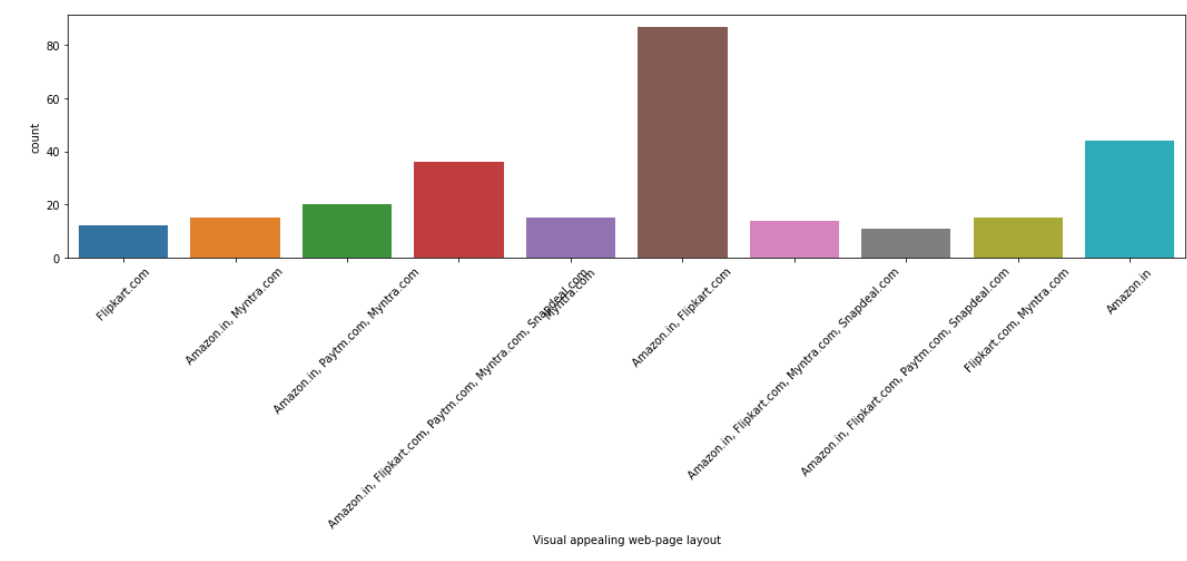 80
60
40
20
0
count
Flipkart.com
Amazon.in, Myntra.com
Amazon.in, Paytm.com, Myntra.com
Amazon.in, Flipkart.com, Paytm.com, Myntra.com, Snapdeal.com
Myntra.com
Amazon.in, Flipkart.com
Amazon.in, Flipkart.com, Myntra.com, Snapdeal.com
Amazon.in, Flipkart.com, Paytm.com, Snapdeal.com
Flipkart.com, Myntra.com
Amazon.in
Visual appealing web-page layout